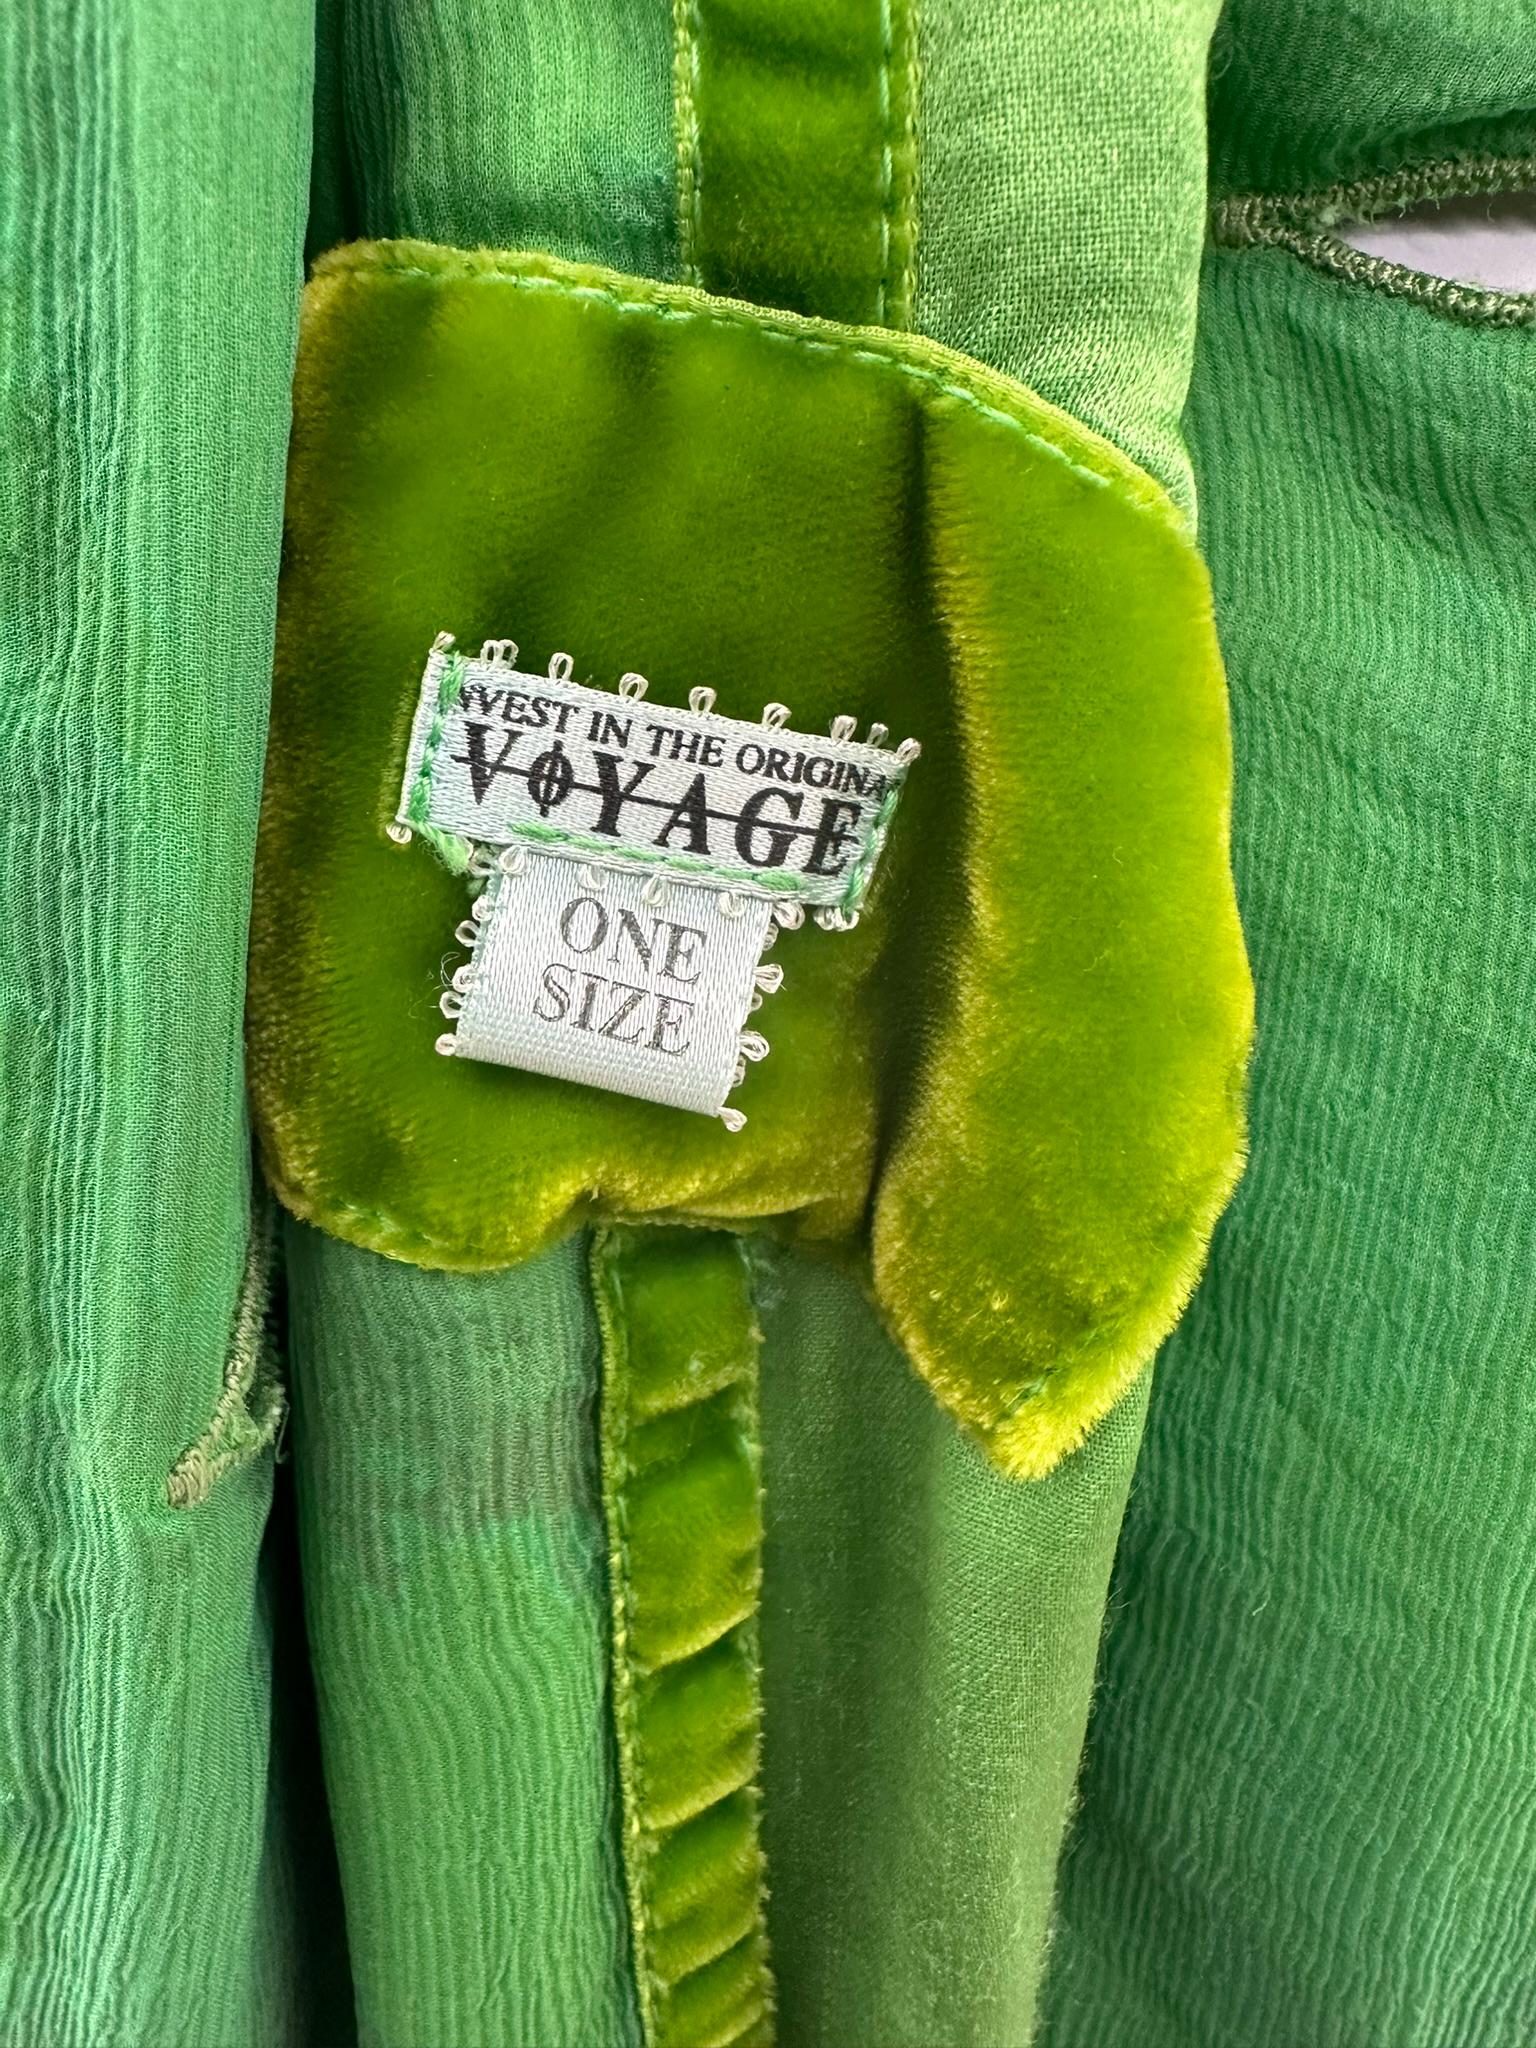 VEST IN THE ORIGINA
VOYAGE
ONE
SIZE